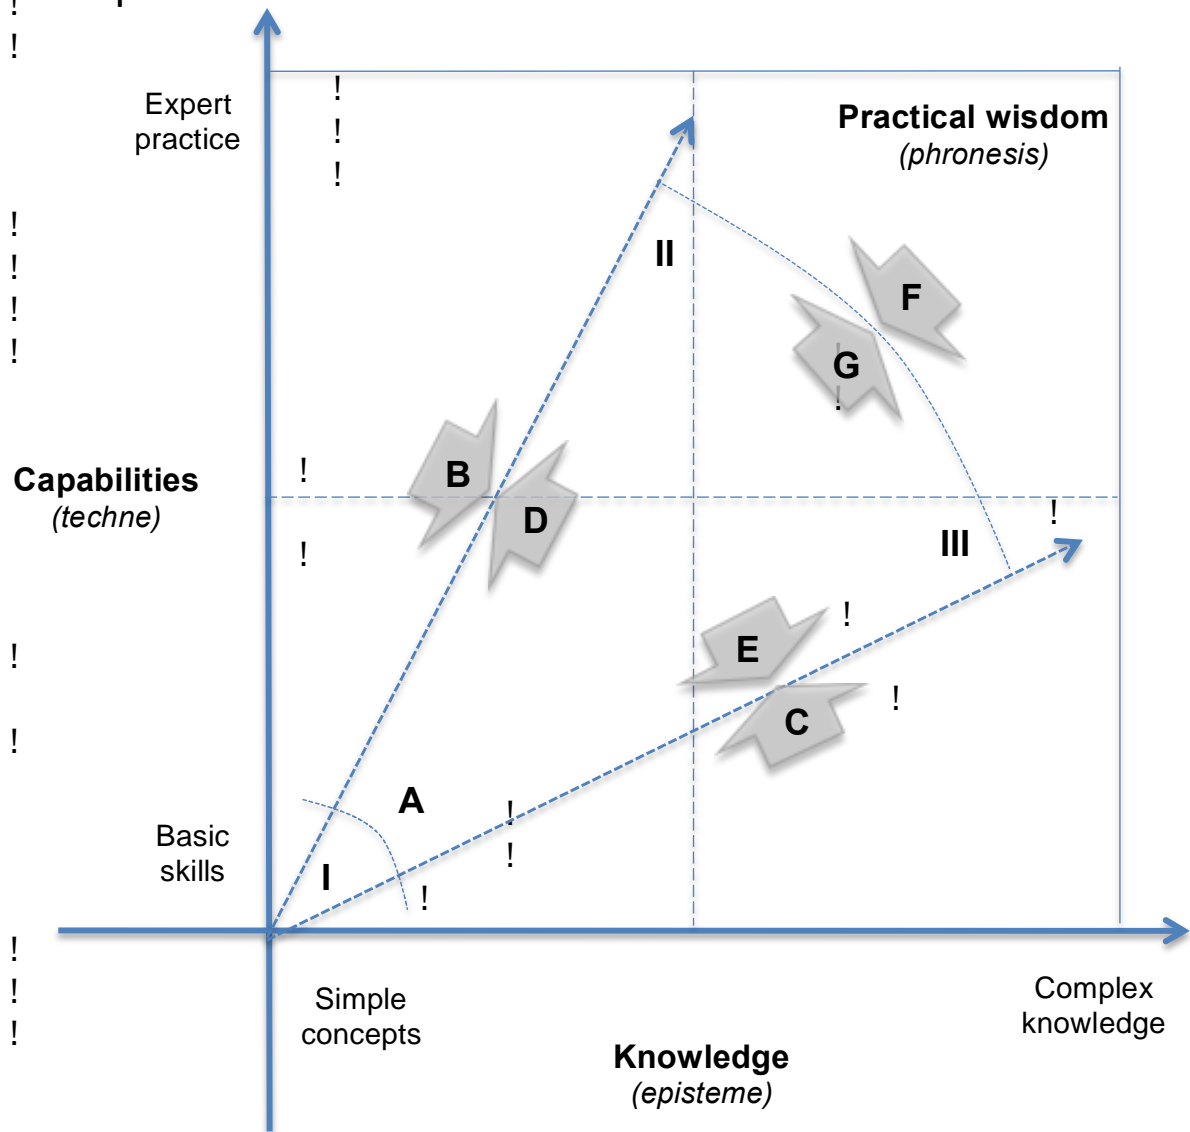 !
!
Expert
practice
!
!
!
Practical wisdom
(phronesis)
!
!
!
!
II
F
G
!
!
B
Capabilities
(techne)
!
D
!
!
III
!
E
!
!
C
!
!
A
!
!
Basic
skills
I
!
!
!
!
Simple
concepts
Complex
knowledge
Knowledge
(episteme)